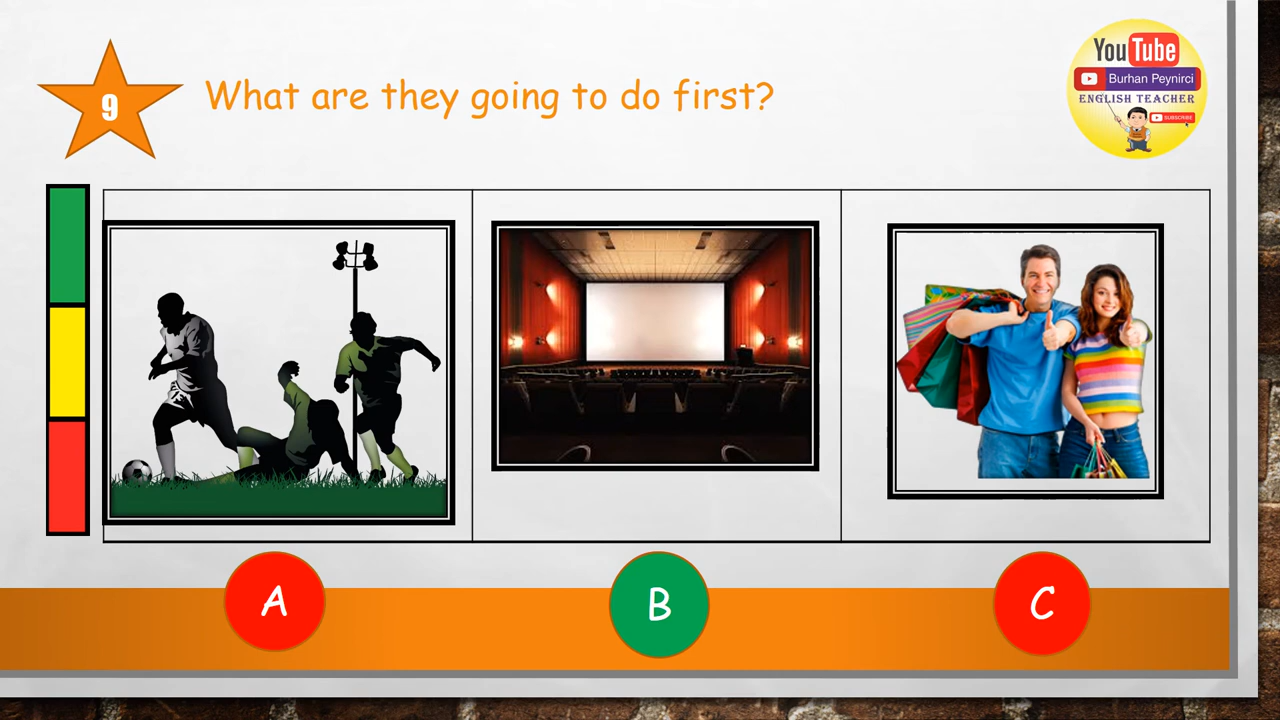 9
What are they going to do first?
YouTube
Burhan Peynirci
ENGLISH TEACHER
SUBSCRIBE
A
B
C